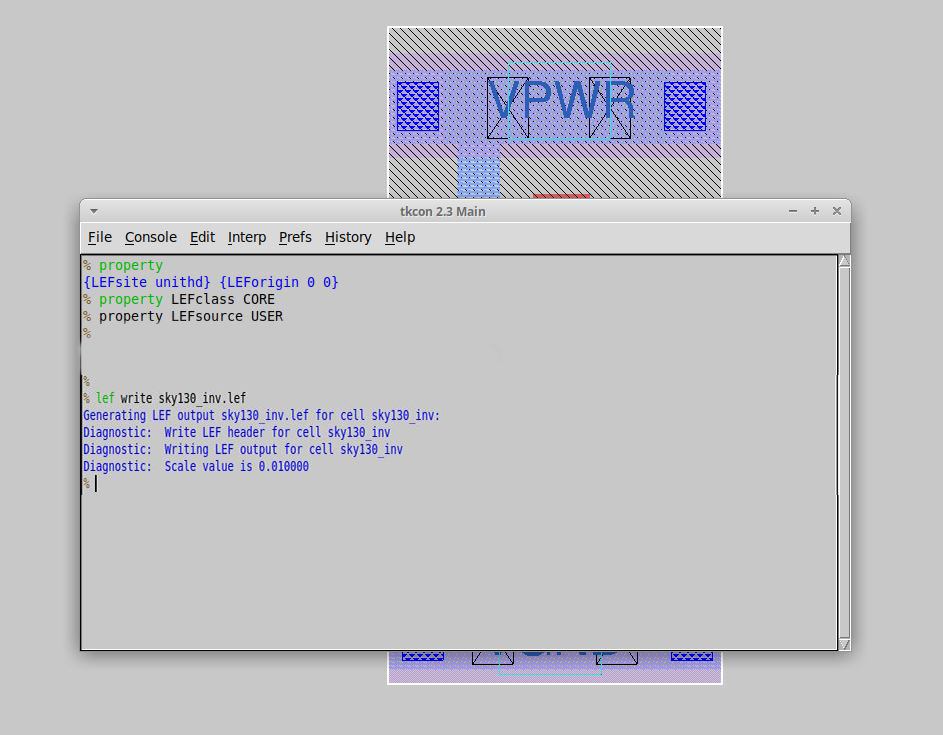 VPWR
tkcon 2.3 Main
File Console Edit Interp Prefs History Help
% property
{LEFsite unithd} {LEForigin 0 0}
% property LEFclass CORE
% property LEFsource USER
%
%
% lef write sky130_inv.lef
Generating LEF output sky130_inv.lef for cell sky130_inv:
Diagnostic:  Write LEF header for cell sky130_inv
Diagnostic:  Writing LEF output for cell sky130_inv
Diagnostic:  Scale value is 0.010000
%